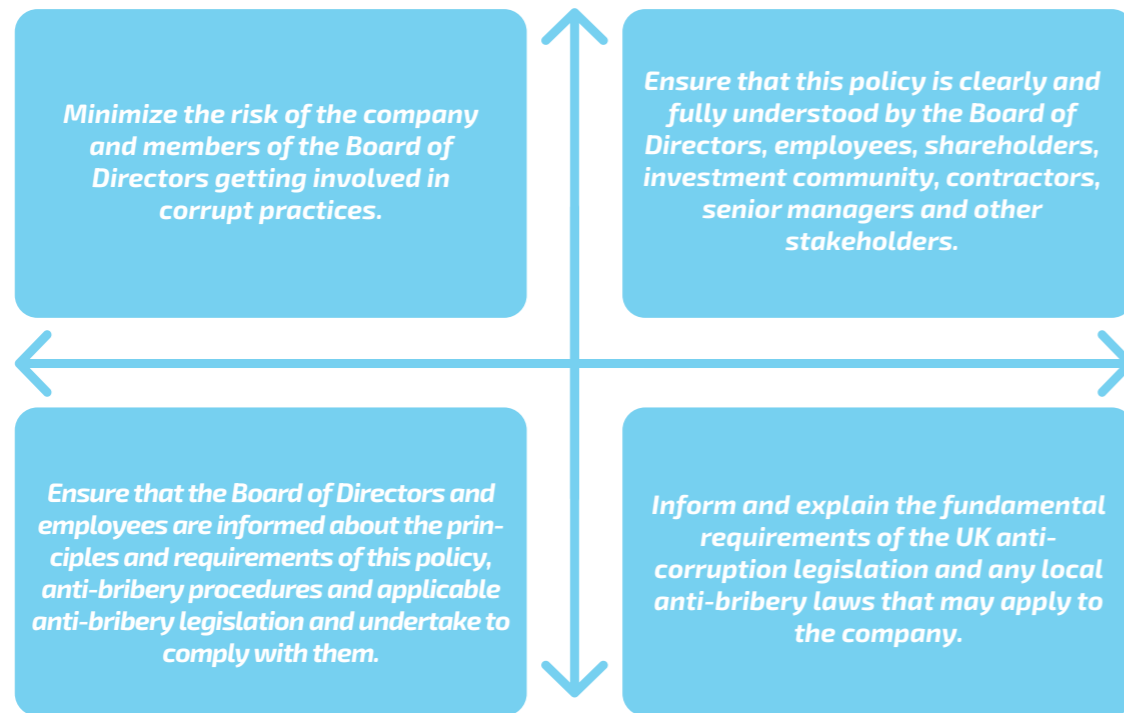 Minimize the risk of the company
and members of the Board of
Directors getting involved in
corrupt practices.
Ensure that this policy is clearly and
fully understood by the Board of
Directors, employees, shareholders,
investment community, contractors,
senior managers and other
stakeholders.
Ensure that the Board of Directors and
employees are informed about the prin-
ciples and requirements of this policy,
anti-bribery procedures and applicable
anti-bribery legislation and undertake to
comply with them.
Inform and explain the fundamental
requirements of the UK anti-
corruption legislation and any local
anti-bribery laws that may apply to
the company.